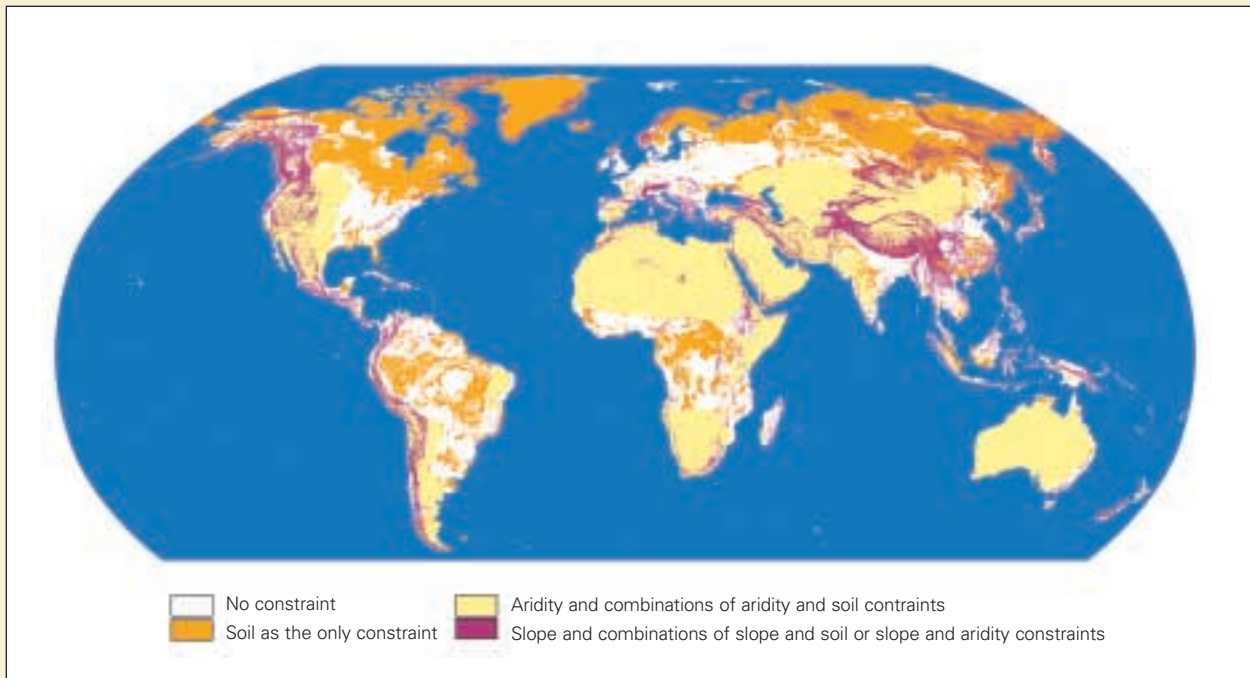 No constraint
Soil as the only constraint
Aridity and combinations of aridity and soil contraints
Slope and combinations of slope and soil or slope and aridity constraints